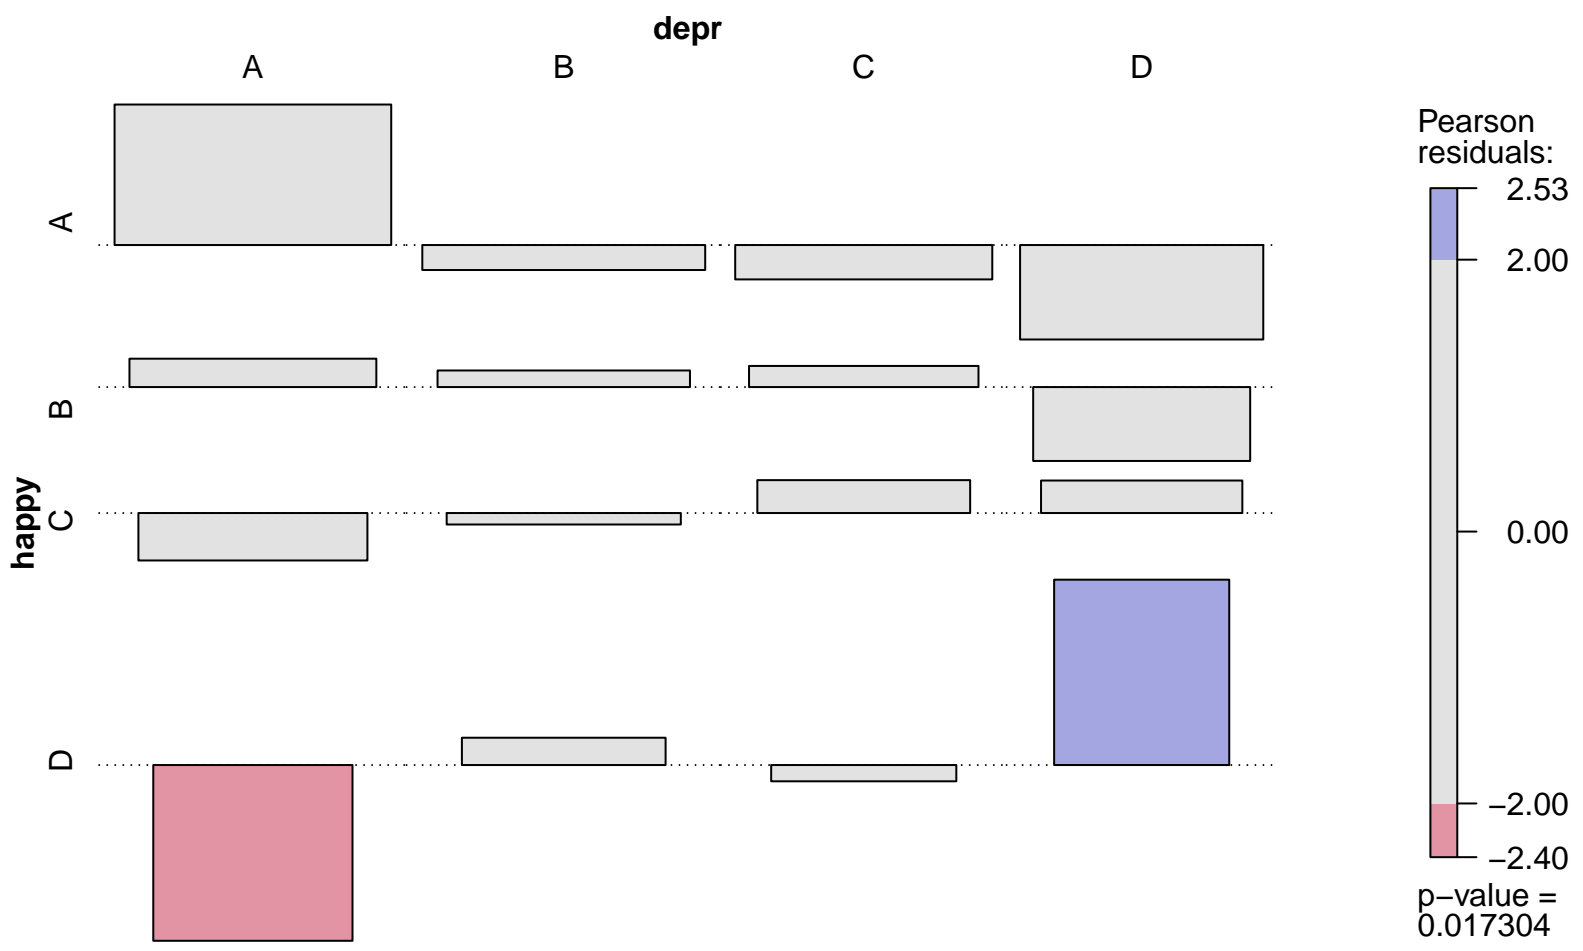 depr
A B C D
A
B
C
D
happy
Pearson
residuals:
2.53
2.00
0.00
−2.00
−2.40
p−value =
0.017304